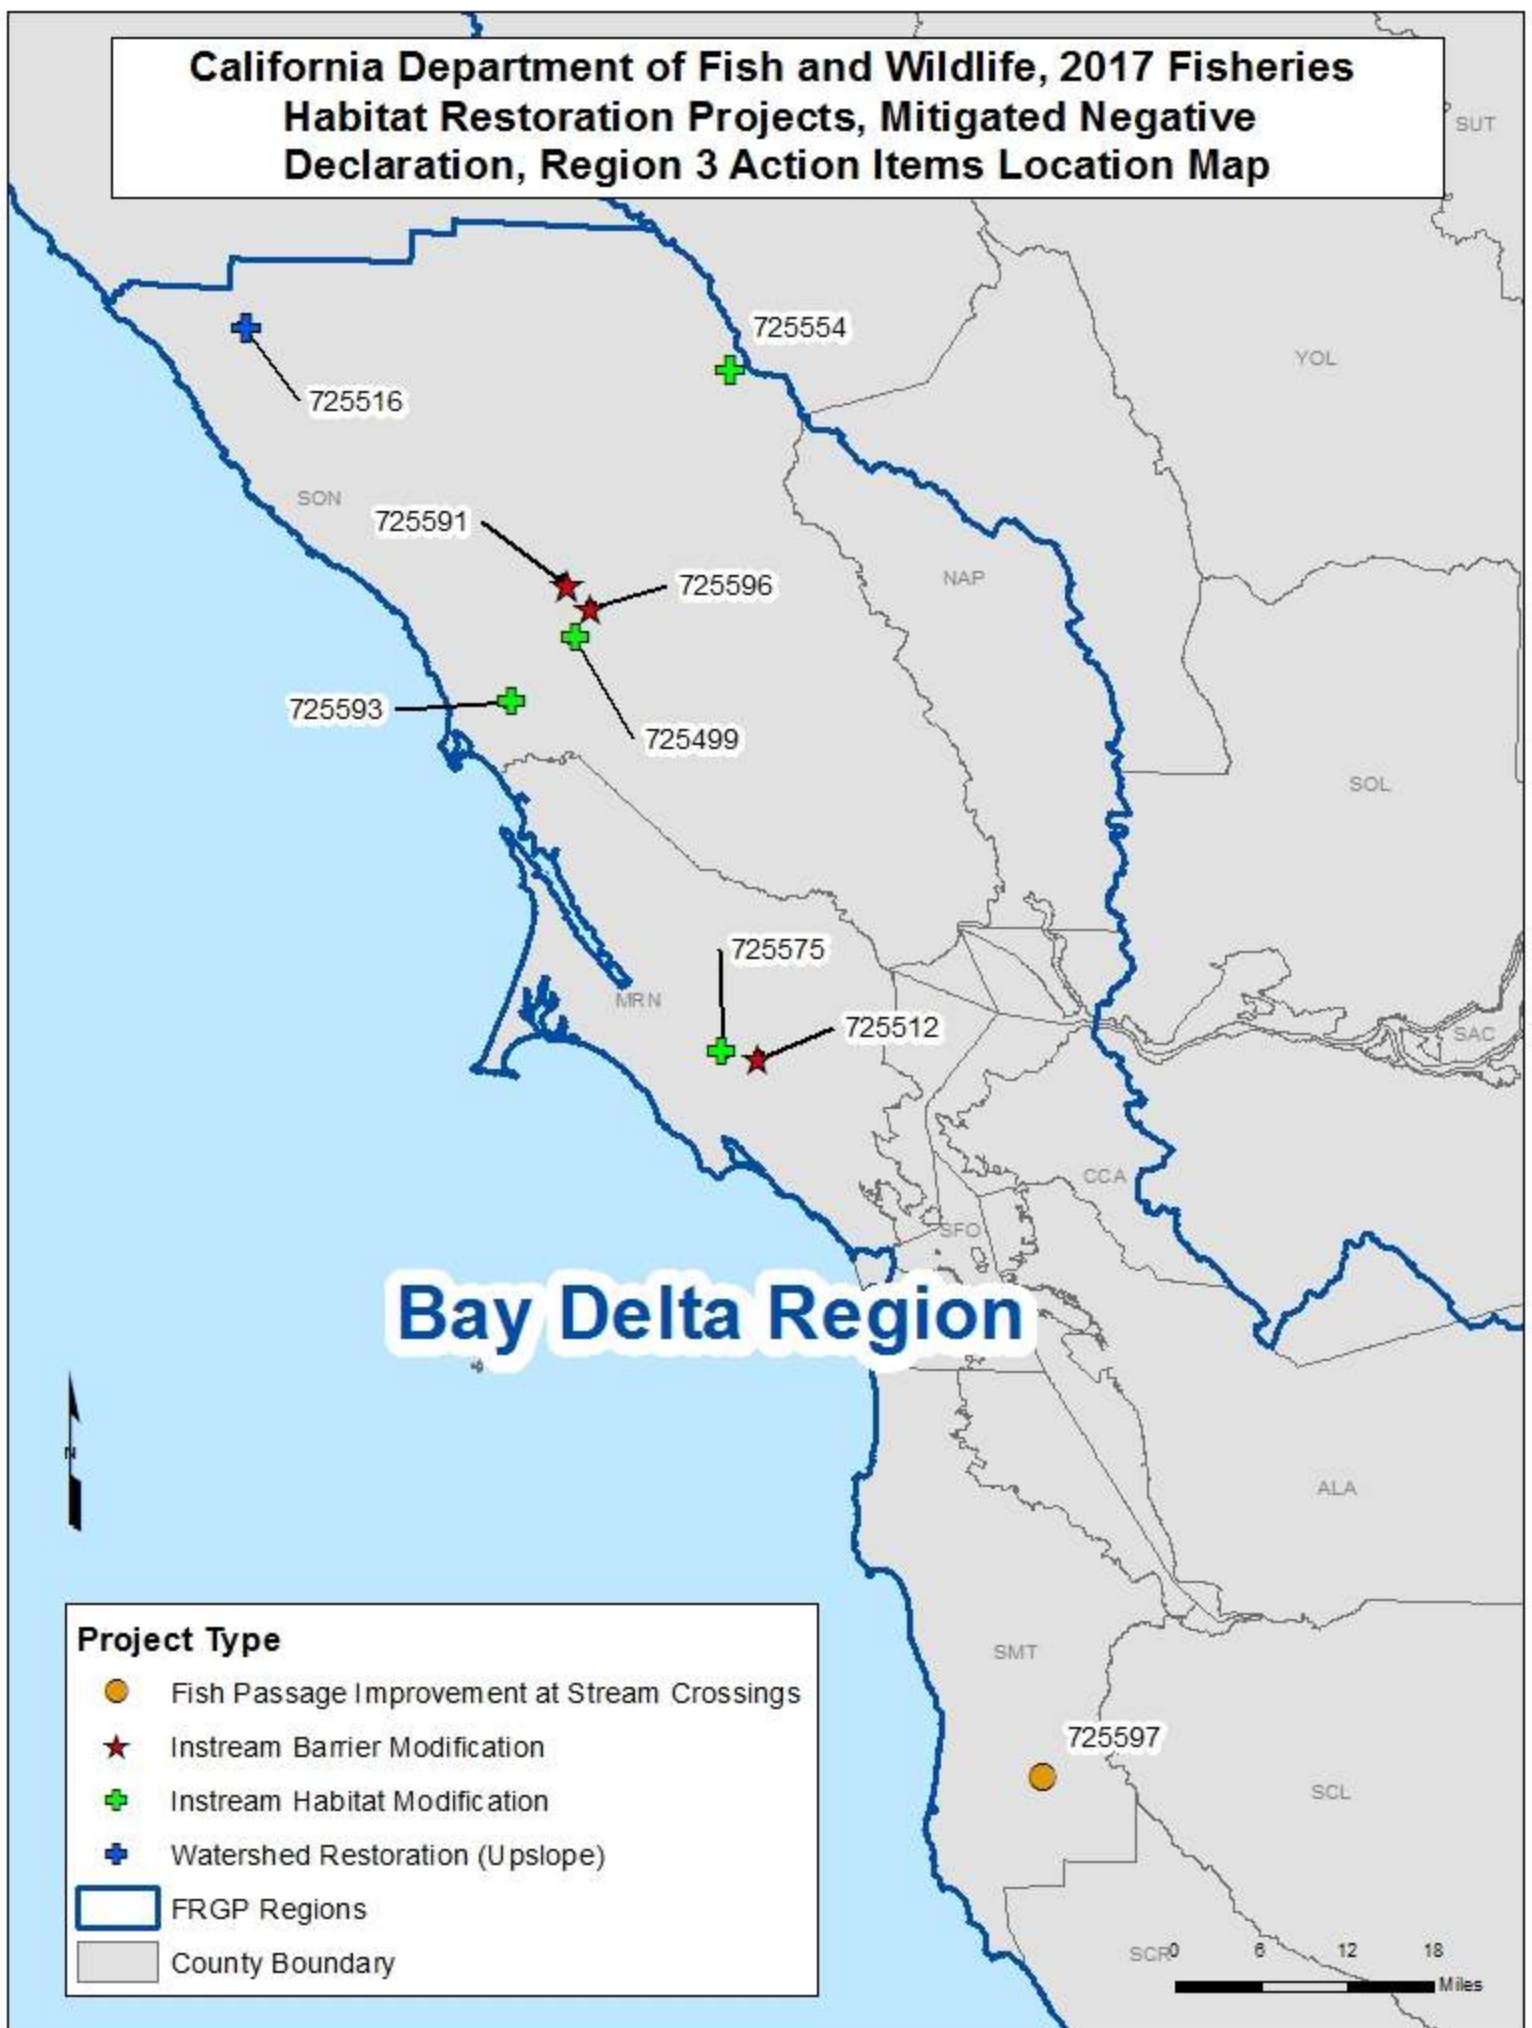 California Department of Fish and Wildlife, 2017 Fisheries
Habitat Restoration Projects, Mitigated Negative
Declaration, Region 3 Action Items Location Map
SUT
725554
YOL
725516
SON
725591
NAP
725596
725593
725499
SOL
725575
MRN
725512
SAC
CCA
SFO
Bay Delta Region
N
ALA
SMT
725597
SCL
SCR
0 6 12 18
Miles
Project Type
Fish Passage Improvement at Stream Crossings
Instream Barrier Modification
Instream Habitat Modification
Watershed Restoration (Upslope)
FRGP Regions
County Boundary